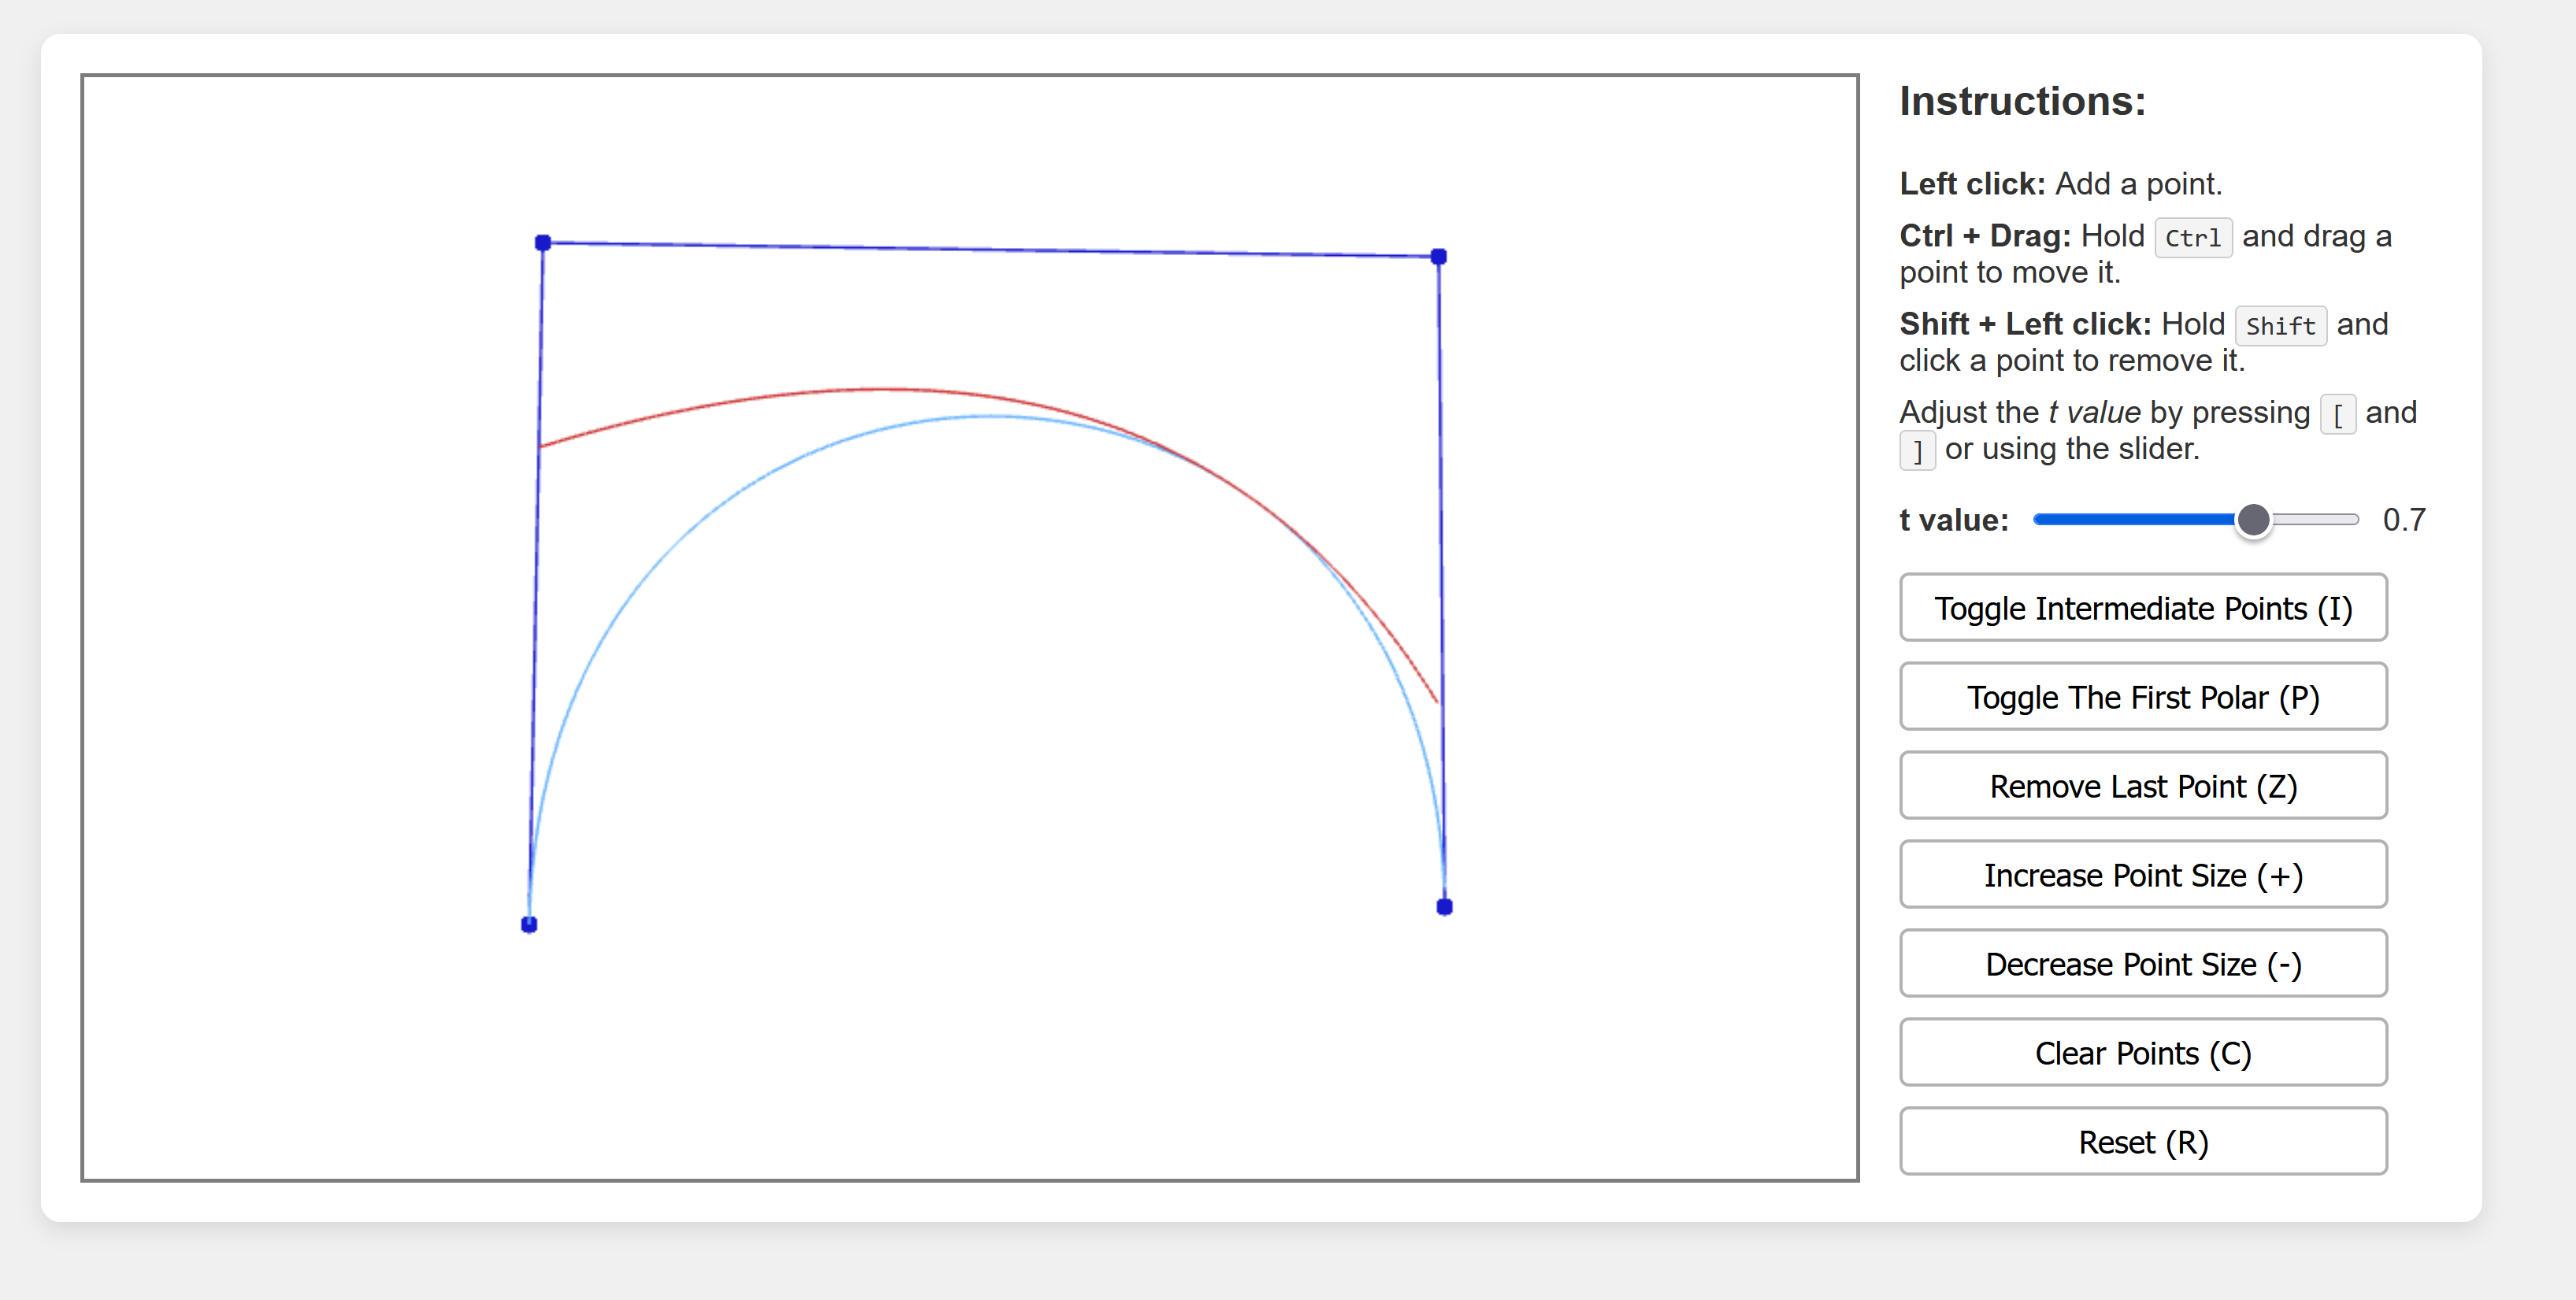 Instructions:
Left click: Add a point.
Ctrl + Drag: Hold Ctrl and drag a
point to move it.
Shift + Left click: Hold Shift and
click a point to remove it.
Adjust the t value by pressing [ and
] or using the slider.
t value: 0.7
Toggle Intermediate Points (I)
Toggle The First Polar (P)
Remove Last Point (Z)
Increase Point Size (+)
Decrease Point Size (-)
Clear Points (C)
Reset (R)